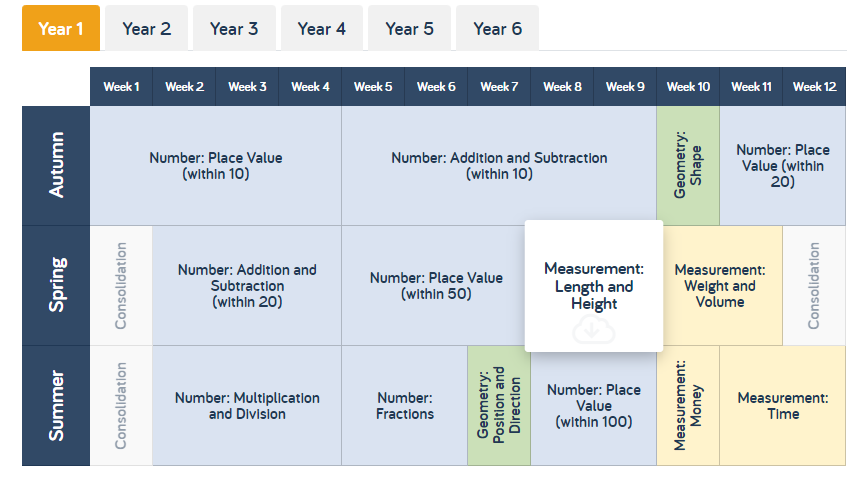 Year 1 Year 2 Year 3 Year 4 Year 5 Year 6
Week 1 Week 2 Week 3 Week 4 Week 5 Week 6 Week 7 Week 8 Week 9 Week 10 Week 11 Week 12
Autumn
Number: Place Value
(within 10)
Number: Addition and Subtraction
(within 10)
Geometry:
Shape
Number: Place
Value (within
20)
Spring
Consolidation
Number: Addition and
Subtraction
(within 20)
Number: Place Value
(within 50)
Measurement:
Length and
Height
Measurement:
Weight and
Volume
Consolidation
Summer
Consolidation
Number: Multiplication
and Division
Number:
Fractions
Geometry:
Position and
Direction
Number: Place
Value
(within 100)
Measurement:
Money
Measurement:
Time